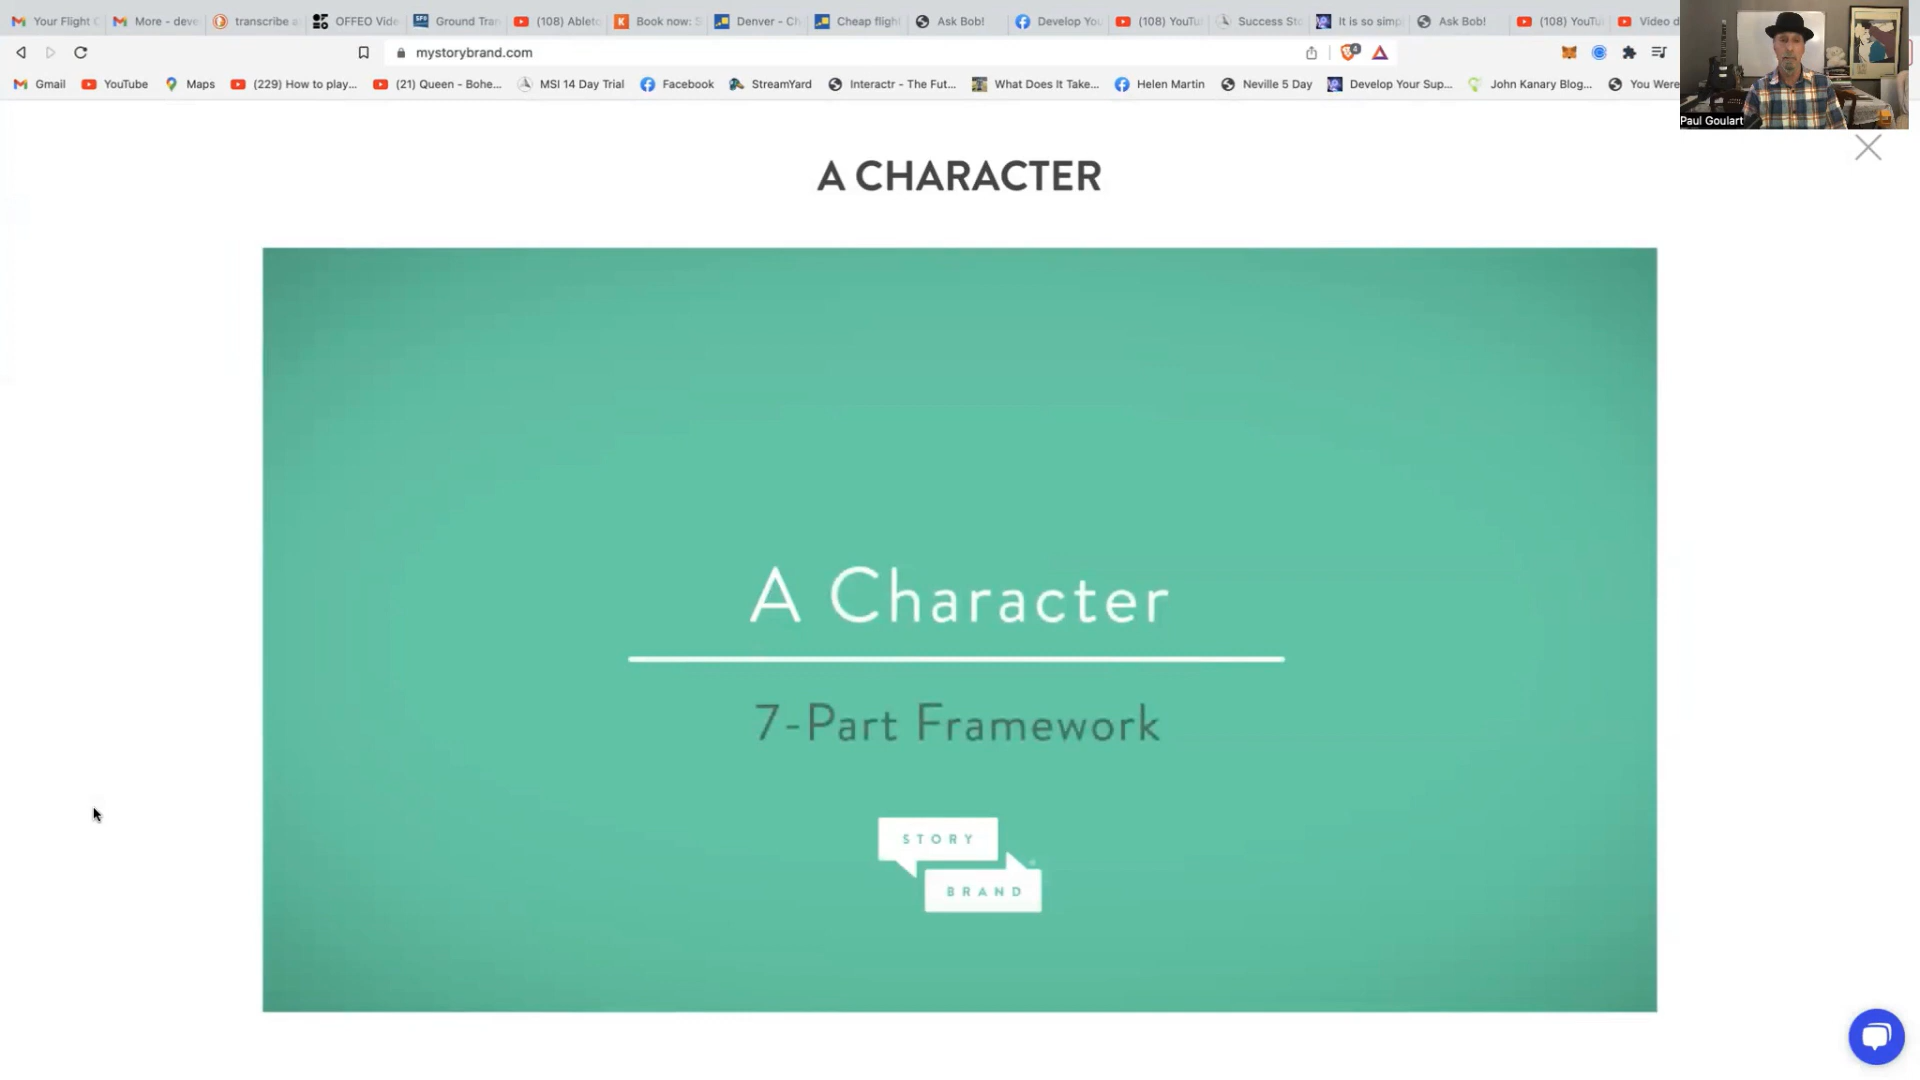 Your Flight
More - deve
transcribe
OFFEO Vide
Ground Tran
(108) Ableto
Book now: S
Denver - Ch
Cheap flight
Ask Bob!
Develop You
(108) YouTu
Success Sto
It is so simp
Ask Bob!
(108) YouTu
Video d
mystorybrand.com
4
Gmail
YouTube
Maps
(229) How to play...
(21) Queen - Bohe...
MSI 14 Day Trial
Facebook
StreamYard
Interactr - The Fut...
What Does It Take...
Helen Martin
Neville 5 Day
Develop Your Sup...
John Kanary Blog...
You Were
Paul Goulart
A CHARACTER
A Character
7-Part Framework
STORY
BRAND